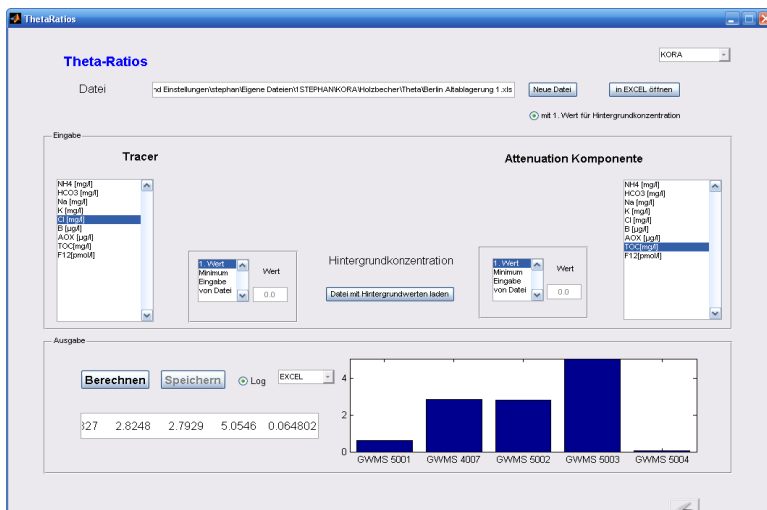 ThetaRatios
Theta-Ratios
KORA
Datei
nd Einstellungen\stephan\Eigene Dateien\1STEPHAN\KORA\Holzbecher\Theta\Berlin Altablagerung 1.xls
Neue Datei
in EXCEL öffnen
mit 1. Wert für Hintergrundkonzentration
Eingabe
Tracer
Attenuation Komponente
NH4 [mg/l]
HCO3 [mg/l]
Na [mg/l]
K [mg/l]
Cl [mg/l]
B [µg/l]
AOX [µg/l]
TOC[mg/l]
F12[pmol/l]
1. Wert
Minimum
Eingabe
von Datei
Wert
0.0
Hintergrundkonzentration
Datei mit Hintergrundwerten laden
1. Wert
Minimum
Eingabe
von Datei
Wert
0.0
NH4 [mg/l]
HCO3 [mg/l]
Na [mg/l]
K [mg/l]
Cl [mg/l]
B [µg/l]
AOX [µg/l]
TOC[mg/l]
F12[pmol/l]
Ausgabe
Berechnen
Speichern
Log
EXCEL
327 2.8248 2.7929 5.0546 0.064802
4
2
0
GWMS 5001 GWMS 4007 GWMS 5002 GWMS 5003 GWMS 5004